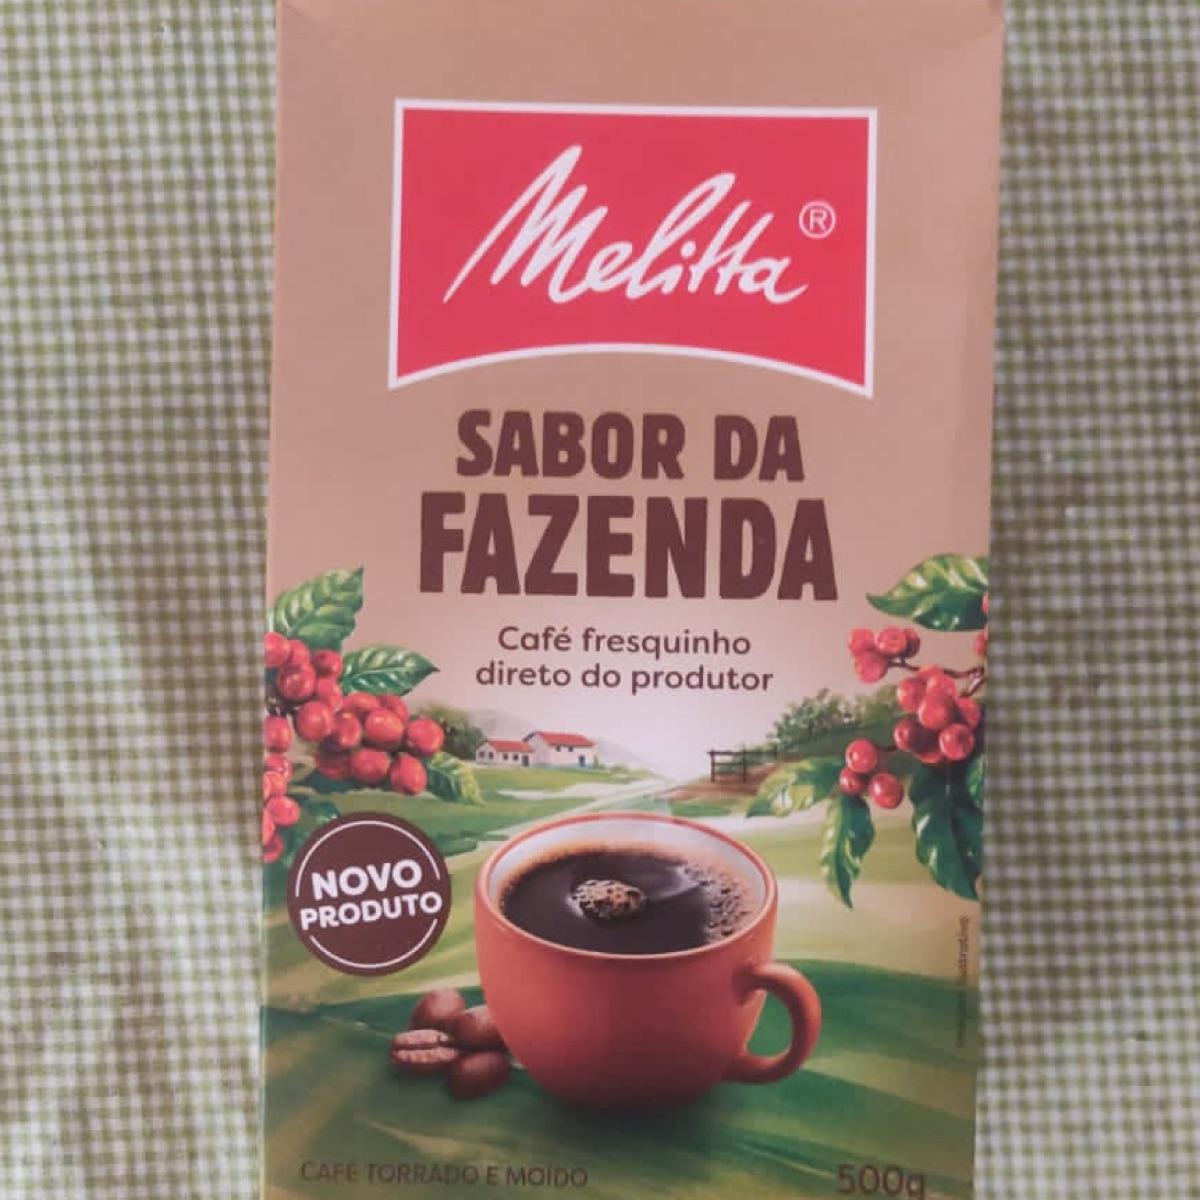 Melitta®
SABOR DA
FAZENDA
Café fresquinho
direto do produtor
NOVO
PRODUTO
CAFÉ TORRADO E MOÍDO
500g